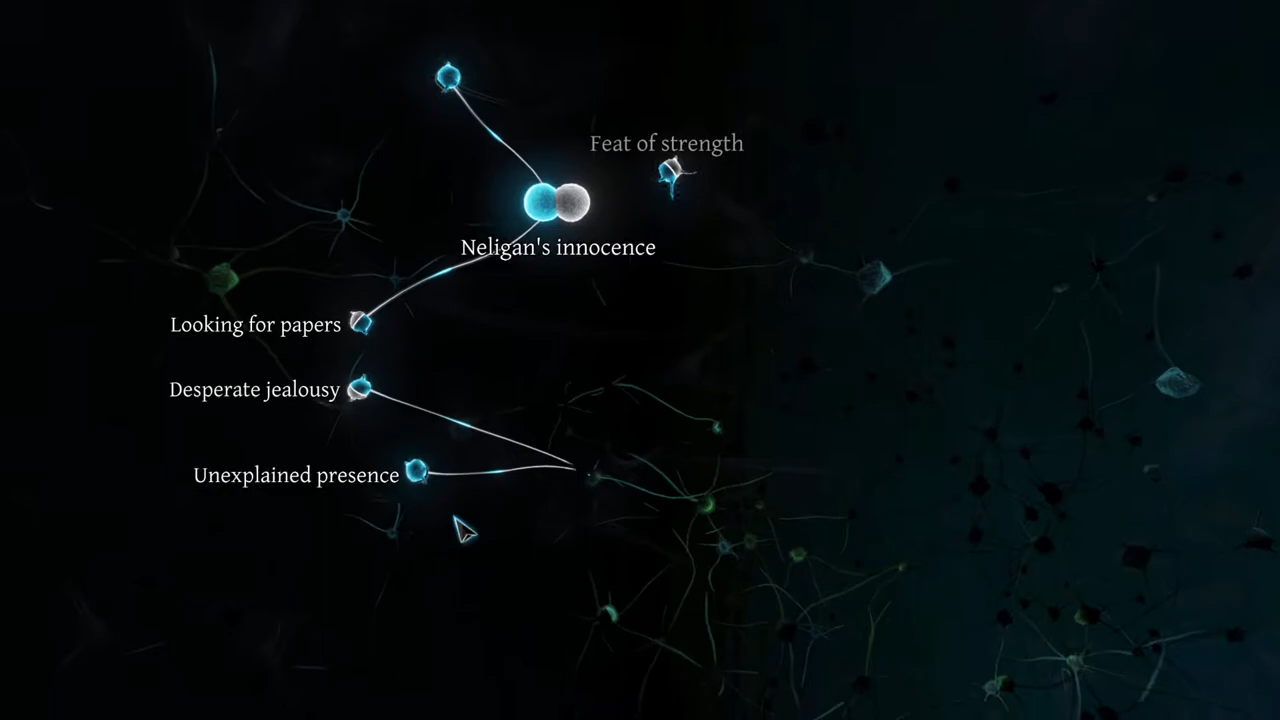 Feat of strength
Neligan's innocence
Looking for papers
Desperate jealousy
Unexplained presence